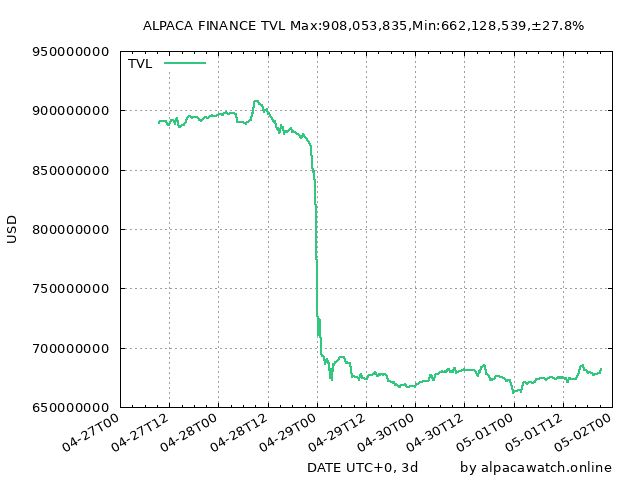 ALPACA FINANCE TVL Max:908,053,835,Min:662,128,539,±27.8%
950000000
TVL
900000000
850000000
800000000
USD
750000000
700000000
650000000
04-27T00 04-27T12 04-28T00 04-28T12 04-29T00 04-29T12 04-30T00 04-30T12 05-01T00 05-01T12 05-02T00
DATE UTC+0, 3d by alpacawatch.online